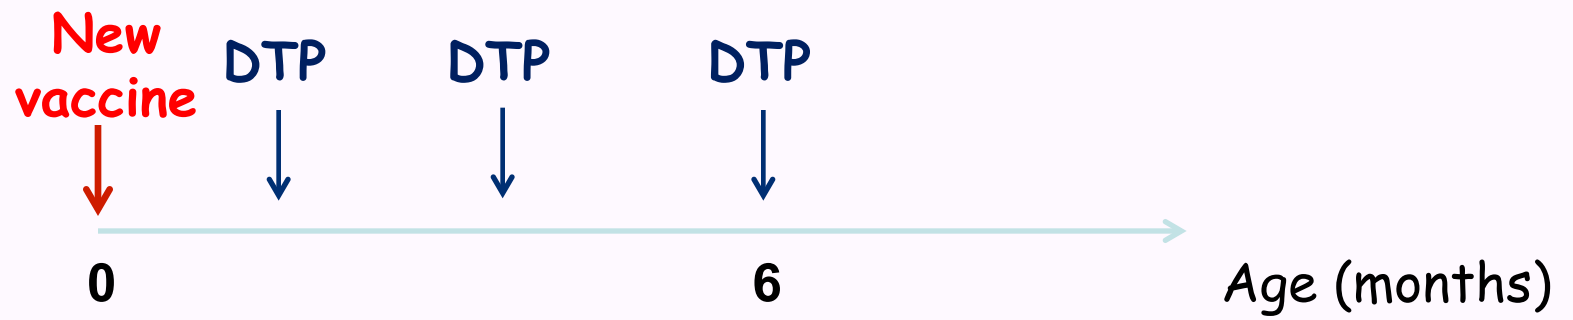 New
vaccine
DTP
DTP
DTP
0
6
Age (months)